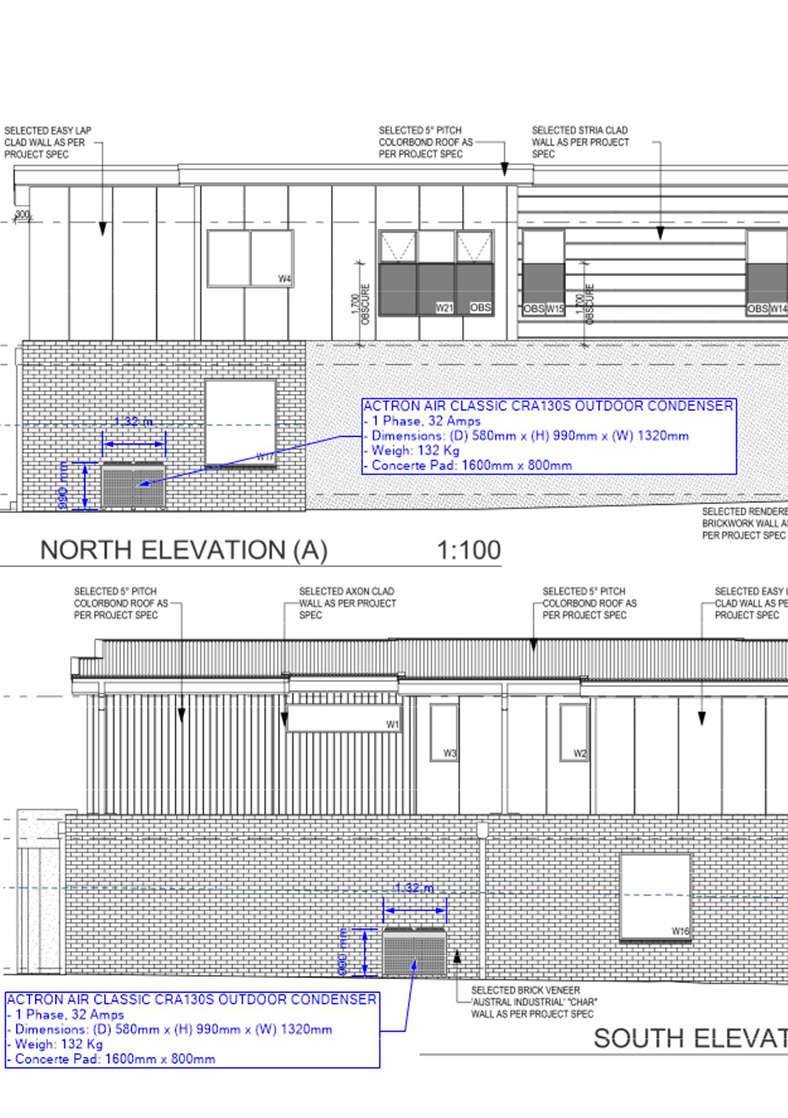 SELECTED EASY LAP
CLAD WALL AS PER
PROJECT SPEC
SELECTED 5° PITCH
COLORBOND ROOF AS
PER PROJECT SPEC
SELECTED STRIA CLAD
WALL AS PER PROJECT
SPEC
300
W4
1,700
OBSCURE
W21
OBS
OBS
W15
1,700
OBSCURE
OBS
W14
1.32 m
990 mm
W17
ACTRON AIR CLASSIC CRA130S OUTDOOR CONDENSER
- 1 Phase, 32 Amps
- Dimensions: (D) 580mm x (H) 990mm x (W) 1320mm
- Weigh: 132 Kg
- Concerte Pad: 1600mm x 800mm
SELECTED RENDERE
BRICKWORK WALL AS
PER PROJECT SPEC
NORTH ELEVATION (A) 1:100
SELECTED 5° PITCH
COLORBOND ROOF AS
PER PROJECT SPEC
SELECTED AXON CLAD
WALL AS PER PROJECT
SPEC
SELECTED 5° PITCH
COLORBOND ROOF AS
PER PROJECT SPEC
SELECTED EASY L
CLAD WALL AS PE
PROJECT SPEC
W1
W3
W2
1.32 m
990 mm
W16
SELECTED BRICK VENEER
'AUSTRAL INDUSTRIAL' "CHAR"
WALL AS PER PROJECT SPEC
ACTRON AIR CLASSIC CRA130S OUTDOOR CONDENSER
- 1 Phase, 32 Amps
- Dimensions: (D) 580mm x (H) 990mm x (W) 1320mm
- Weigh: 132 Kg
- Concerte Pad: 1600mm x 800mm
SOUTH ELEVAT